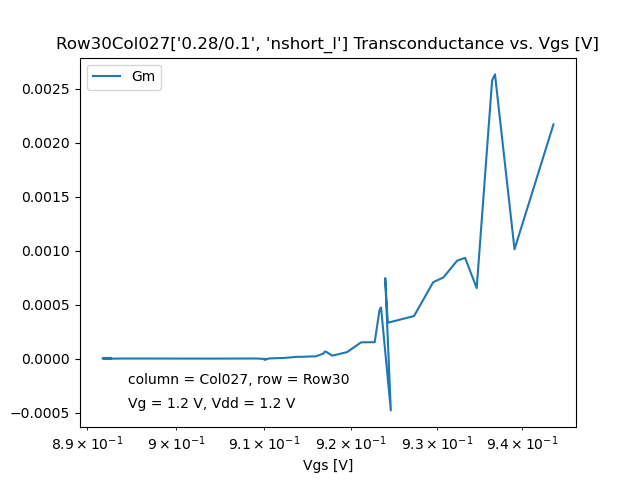 Row30Col027['0.28/0.1', 'nshort_l'] Transconductance vs. Vgs [V]
Gm
0.0025
0.0020
0.0015
0.0010
0.0005
0.0000
−0.0005
column = Col027, row = Row30
Vg = 1.2 V, Vdd = 1.2 V
8.9 × 10⁻¹ 9 × 10⁻¹ 9.1 × 10⁻¹ 9.2 × 10⁻¹ 9.3 × 10⁻¹ 9.4 × 10⁻¹
Vgs [V]